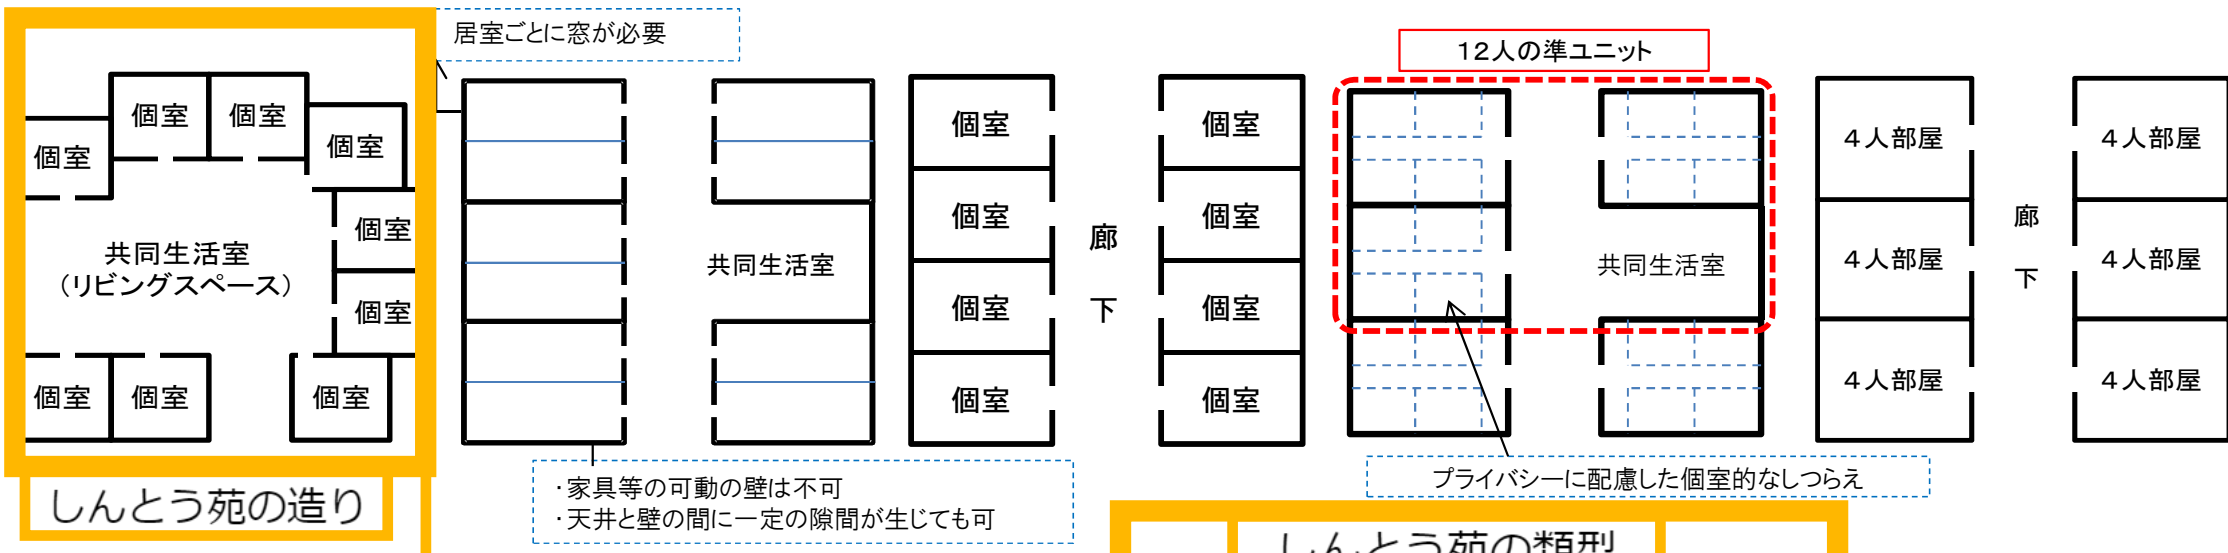 居室ごとに窓が必要
12人の準ユニット
個室
個室
個室
個室
個室
個室
共同生活室
(リビングスペース)
個室
個室
個室
しんとう苑の造り
共同生活室
・家具等の可動の壁は不可
・天井と壁の間に一定の隙間が生じても可
個室
個室
個室
個室
廊
下
個室
個室
個室
個室
共同生活室
プライバシーに配慮した個室的なしつらえ
4人部屋
4人部屋
4人部屋
廊
下
4人部屋
4人部屋
4人部屋
しんとう苑の類型